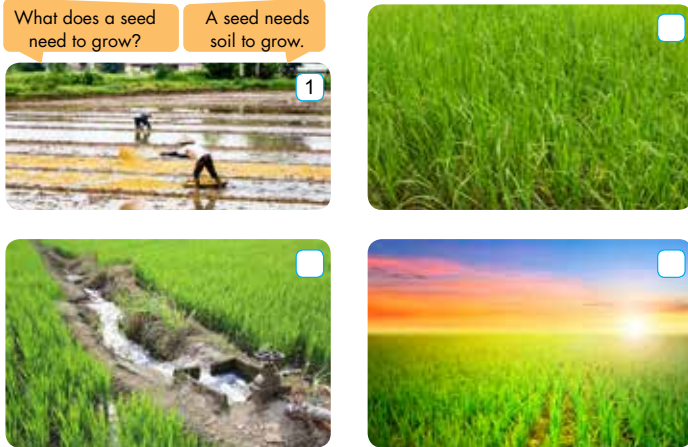 What does a seed
need to grow?
A seed needs
soil to grow.
1